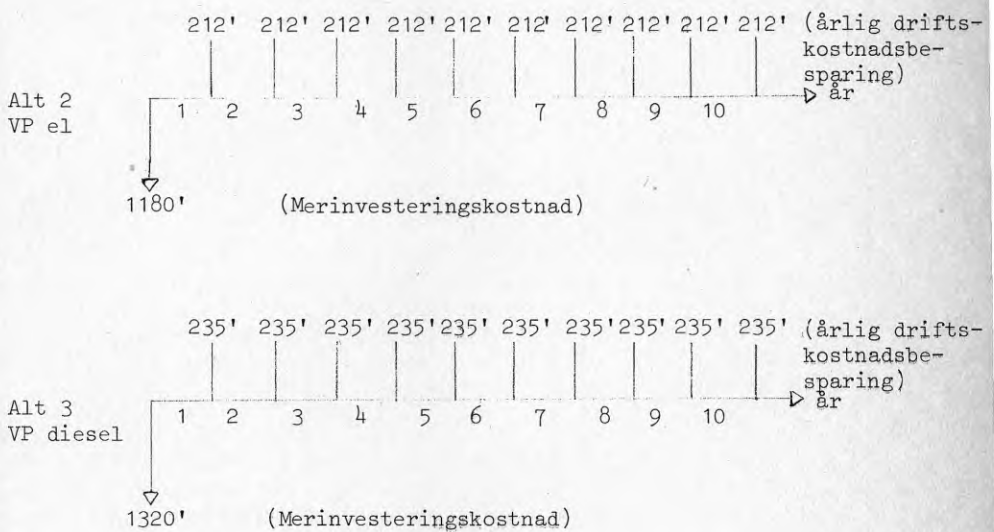 212' 212' 212' 212' 212' 212' 212' 212' 212' 212' (årlig drifts-
kostnadsbe-
sparing)
Alt 2
VP el
år
1 2 3 4 5 6 7 8 9 10
1180' (Merinvesteringskostnad)
235' 235' 235' 235' 235' 235' 235' 235' 235' 235' (årlig drifts-
kostnadsbe-
sparing)
Alt 3
VP diesel
år
1 2 3 4 5 6 7 8 9 10
1320' (Merinvesteringskostnad)